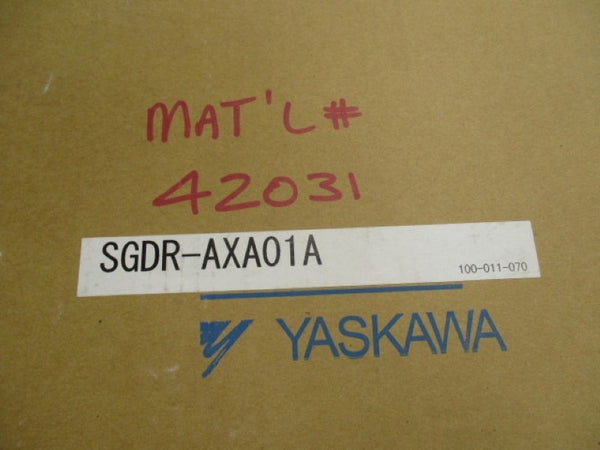 MAT'L #
42031
SGDR-AXA01A
100-011-070
YASKAWA